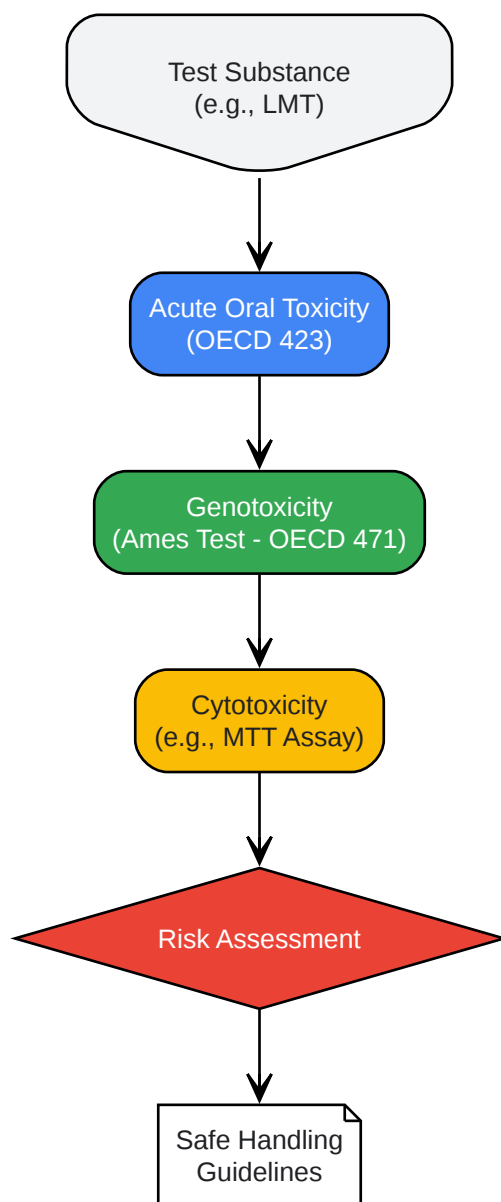 Test Substance
(e.g., LMT)
Acute Oral Toxicity
(OECD 423)
Genotoxicity
(Ames Test - OECD 471)
Cytotoxicity
(e.g., MTT Assay)
Risk Assessment
Safe Handling
Guidelines